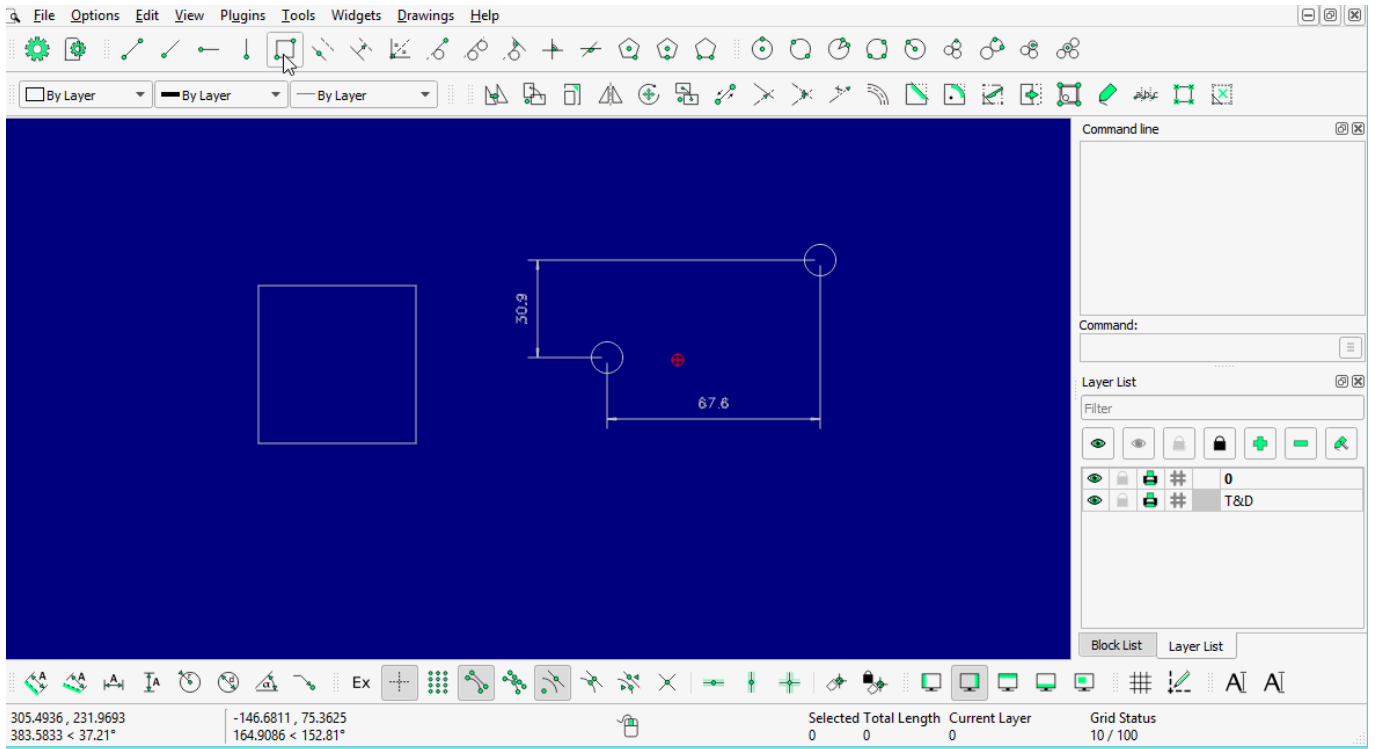 File Options Edit View Plugins Tools Widgets Drawings Help
By Layer By Layer By Layer
Command line
30.9
67.6
Command:
Layer List
Filter
0
T&D
Block List Layer List
Ex
305.4936 , 231.9693 -146.6811 , 75.3625 Selected Total Length Current Layer Grid Status
383.5833 < 37.21° 164.9086 < 152.81° 0 0 0 10 / 100